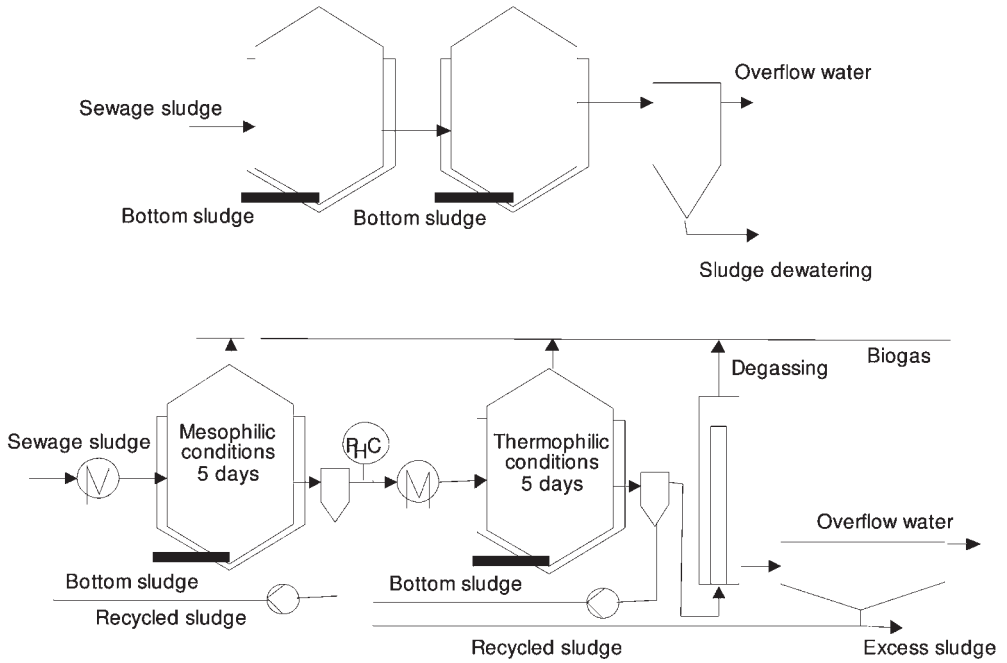 Overflow water
Sewage sludge
Bottom sludge
Bottom sludge
Sludge dewatering
Biogas
Degassing
Sewage sludge
Mesophilic
conditions
5 days
PHC
Thermophilic
conditions
5 days
Overflow water
Bottom sludge
Bottom sludge
Recycled sludge
Recycled sludge
Excess sludge